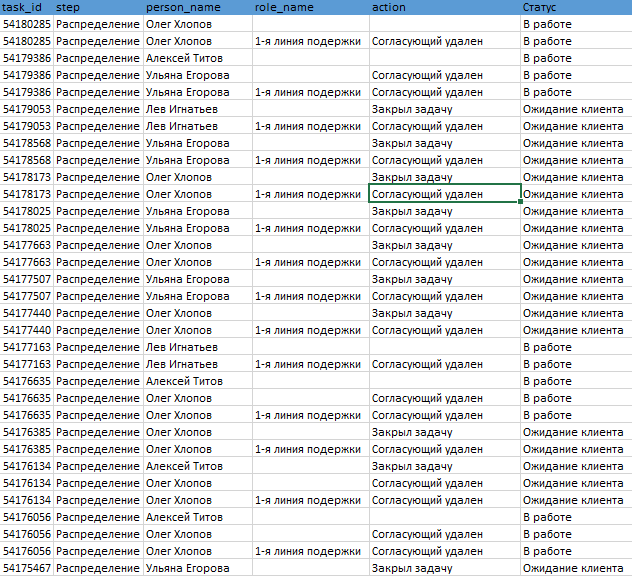 task_id step person_name role_name action Статус
54180285 Распределение Олег Хлопов В работе
54180285 Распределение Олег Хлопов 1-я линия подержки Согласующий удален В работе
54179386 Распределение Алексей Титов В работе
54179386 Распределение Ульяна Егорова Согласующий удален В работе
54179386 Распределение Ульяна Егорова 1-я линия подержки Согласующий удален В работе
54179053 Распределение Лев Игнатьев Закрыл задачу Ожидание клиента
54179053 Распределение Лев Игнатьев 1-я линия подержки Согласующий удален Ожидание клиента
54178568 Распределение Ульяна Егорова Закрыл задачу Ожидание клиента
54178568 Распределение Ульяна Егорова 1-я линия подержки Согласующий удален Ожидание клиента
54178173 Распределение Олег Хлопов Закрыл задачу Ожидание клиента
54178173 Распределение Олег Хлопов 1-я линия подержки Согласующий удален Ожидание клиента
54178025 Распределение Ульяна Егорова Закрыл задачу Ожидание клиента
54178025 Распределение Ульяна Егорова 1-я линия подержки Согласующий удален Ожидание клиента
54177663 Распределение Олег Хлопов Закрыл задачу Ожидание клиента
54177663 Распределение Олег Хлопов 1-я линия подержки Согласующий удален Ожидание клиента
54177507 Распределение Ульяна Егорова Закрыл задачу Ожидание клиента
54177507 Распределение Ульяна Егорова 1-я линия подержки Согласующий удален Ожидание клиента
54177440 Распределение Олег Хлопов Закрыл задачу Ожидание клиента
54177440 Распределение Олег Хлопов 1-я линия подержки Согласующий удален Ожидание клиента
54177163 Распределение Лев Игнатьев В работе
54177163 Распределение Лев Игнатьев 1-я линия подержки Согласующий удален В работе
54176635 Распределение Алексей Титов В работе
54176635 Распределение Олег Хлопов Согласующий удален В работе
54176635 Распределение Олег Хлопов 1-я линия подержки Согласующий удален В работе
54176385 Распределение Олег Хлопов Закрыл задачу Ожидание клиента
54176385 Распределение Олег Хлопов 1-я линия подержки Согласующий удален Ожидание клиента
54176134 Распределение Алексей Титов Закрыл задачу Ожидание клиента
54176134 Распределение Олег Хлопов Согласующий удален Ожидание клиента
54176134 Распределение Олег Хлопов 1-я линия подержки Согласующий удален Ожидание клиента
54176056 Распределение Алексей Титов В работе
54176056 Распределение Олег Хлопов Согласующий удален В работе
54176056 Распределение Олег Хлопов 1-я линия подержки Согласующий удален В работе
54175467 Распределение Ульяна Егорова Закрыл задачу Ожидание клиента